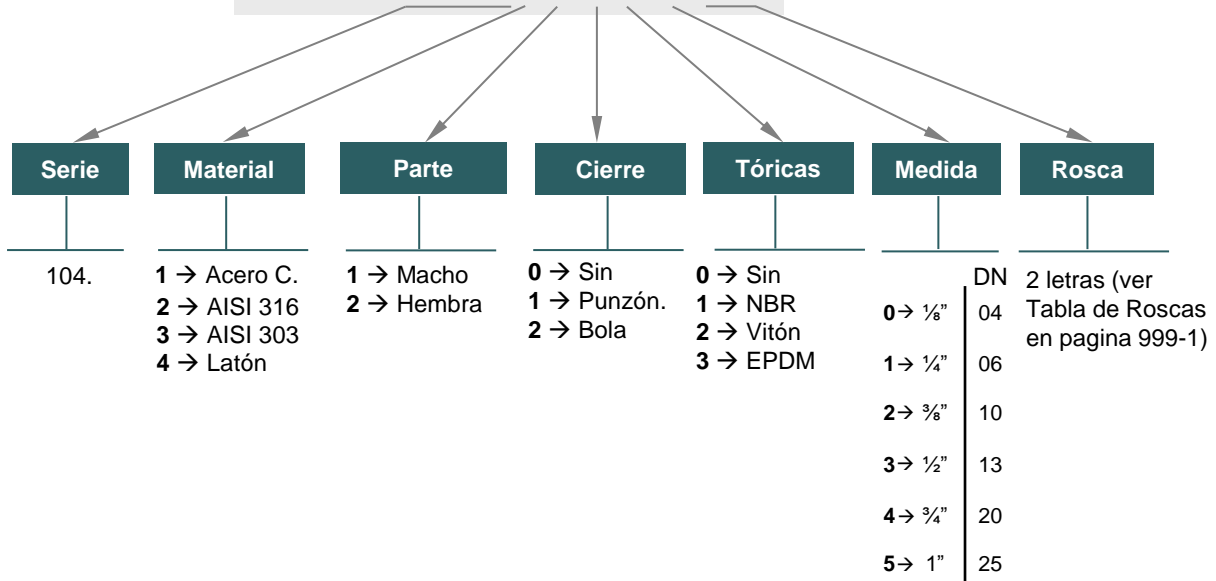 Serie
Material
Parte
Cierre
Tóricas
Medida
Rosca
104.
1 → Acero C.
2 → AISI 316
3 → AISI 303
4 → Latón
1 → Macho
2 → Hembra
0 → Sin
1 → Punzón.
2 → Bola
0 → Sin
1 → NBR
2 → Vitón
3 → EPDM
DN
0→ ⅛” 04
1→ ¼” 06
2→ ⅜” 10
3→ ½” 13
4→ ¾” 20
5→ 1” 25
2 letras (ver
Tabla de Roscas
en pagina 999-1)